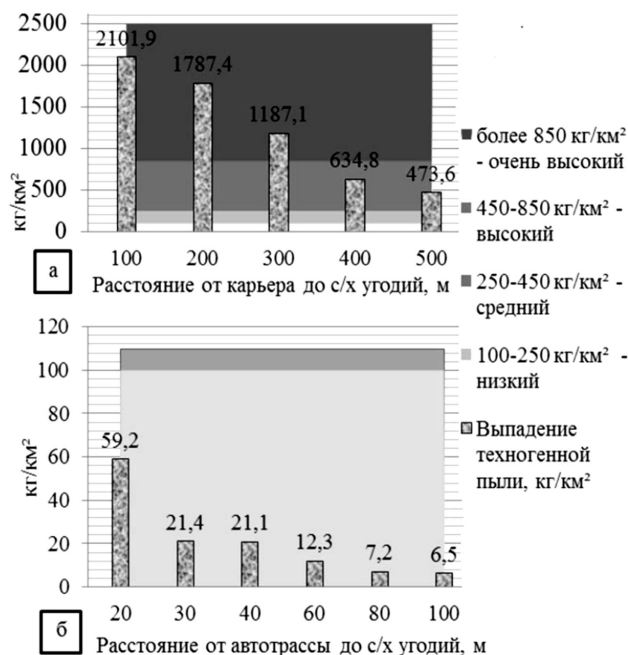 2500
2000
1500
1000
500
0
кг/км²
2101,9
1787,4
1187,1
634,8
473,6
100 200 300 400 500
а
Расстояние от карьера до с/х угодий, м
120
100
80
60
40
20
0
кг/км²
59,2
21,4
21,1
12,3
7,2
6,5
20 30 40 60 80 100
б
Расстояние от автотрассы до с/х угодий, м
более 850 кг/км²
- очень высокий
450-850 кг/км² -
высокий
250-450 кг/км² -
средний
100-250 кг/км² -
низкий
Выпадение
техногенной
пыли, кг/км²